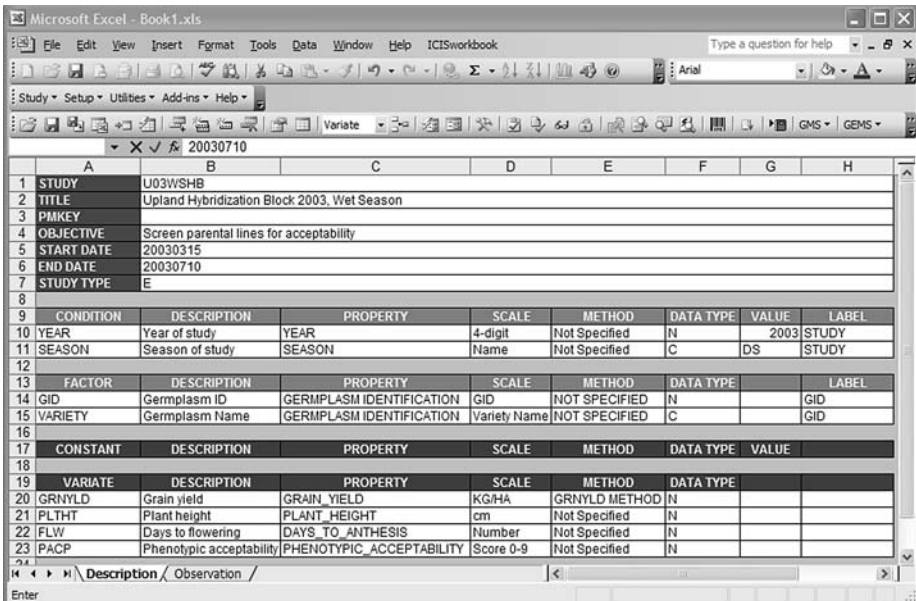 Microsoft Excel - Book1.xls
File Edit View Insert Format Tools Data Window Help ICISworkbook Type a question for help
Arial
Study Setup Utilities Add-ins Help
Variate GMS GEMS
fx 20030710
A B C D E F G H
1 STUDY U03WSHB
2 TITLE Upland Hybridization Block 2003, Wet Season
3 PMKEY
4 OBJECTIVE Screen parental lines for acceptability
5 START DATE 20030315
6 END DATE 20030710
7 STUDY TYPE E
8
9 CONDITION DESCRIPTION PROPERTY SCALE METHOD DATA TYPE VALUE LABEL
10 YEAR Year of study YEAR 4-digit Not Specified N 2003 STUDY
11 SEASON Season of study SEASON Name Not Specified C DS STUDY
12
13 FACTOR DESCRIPTION PROPERTY SCALE METHOD DATA TYPE LABEL
14 GID Germplasm ID GERMPLASM IDENTIFICATION GID NOT SPECIFIED N GID
15 VARIETY Germplasm Name GERMPLASM IDENTIFICATION Variety Name NOT SPECIFIED C GID
16
17 CONSTANT DESCRIPTION PROPERTY SCALE METHOD DATA TYPE VALUE
18
19 VARIATE DESCRIPTION PROPERTY SCALE METHOD DATA TYPE
20 GRNYLD Grain yield GRAIN_YIELD KG/HA GRNYLD METHOD N
21 PLTHT Plant height PLANT_HEIGHT cm Not Specified N
22 FLW Days to flowering DAYS_TO_ANTHESIS Number Not Specified N
23 PACP Phenotypic acceptability PHENOTYPIC_ACCEPTABILITY Score 0-9 Not Specified N
24
Description Observation
Enter